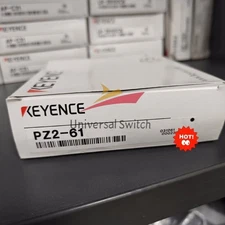 KEYENCE
Universal Switch
PZ2-61
HOT!